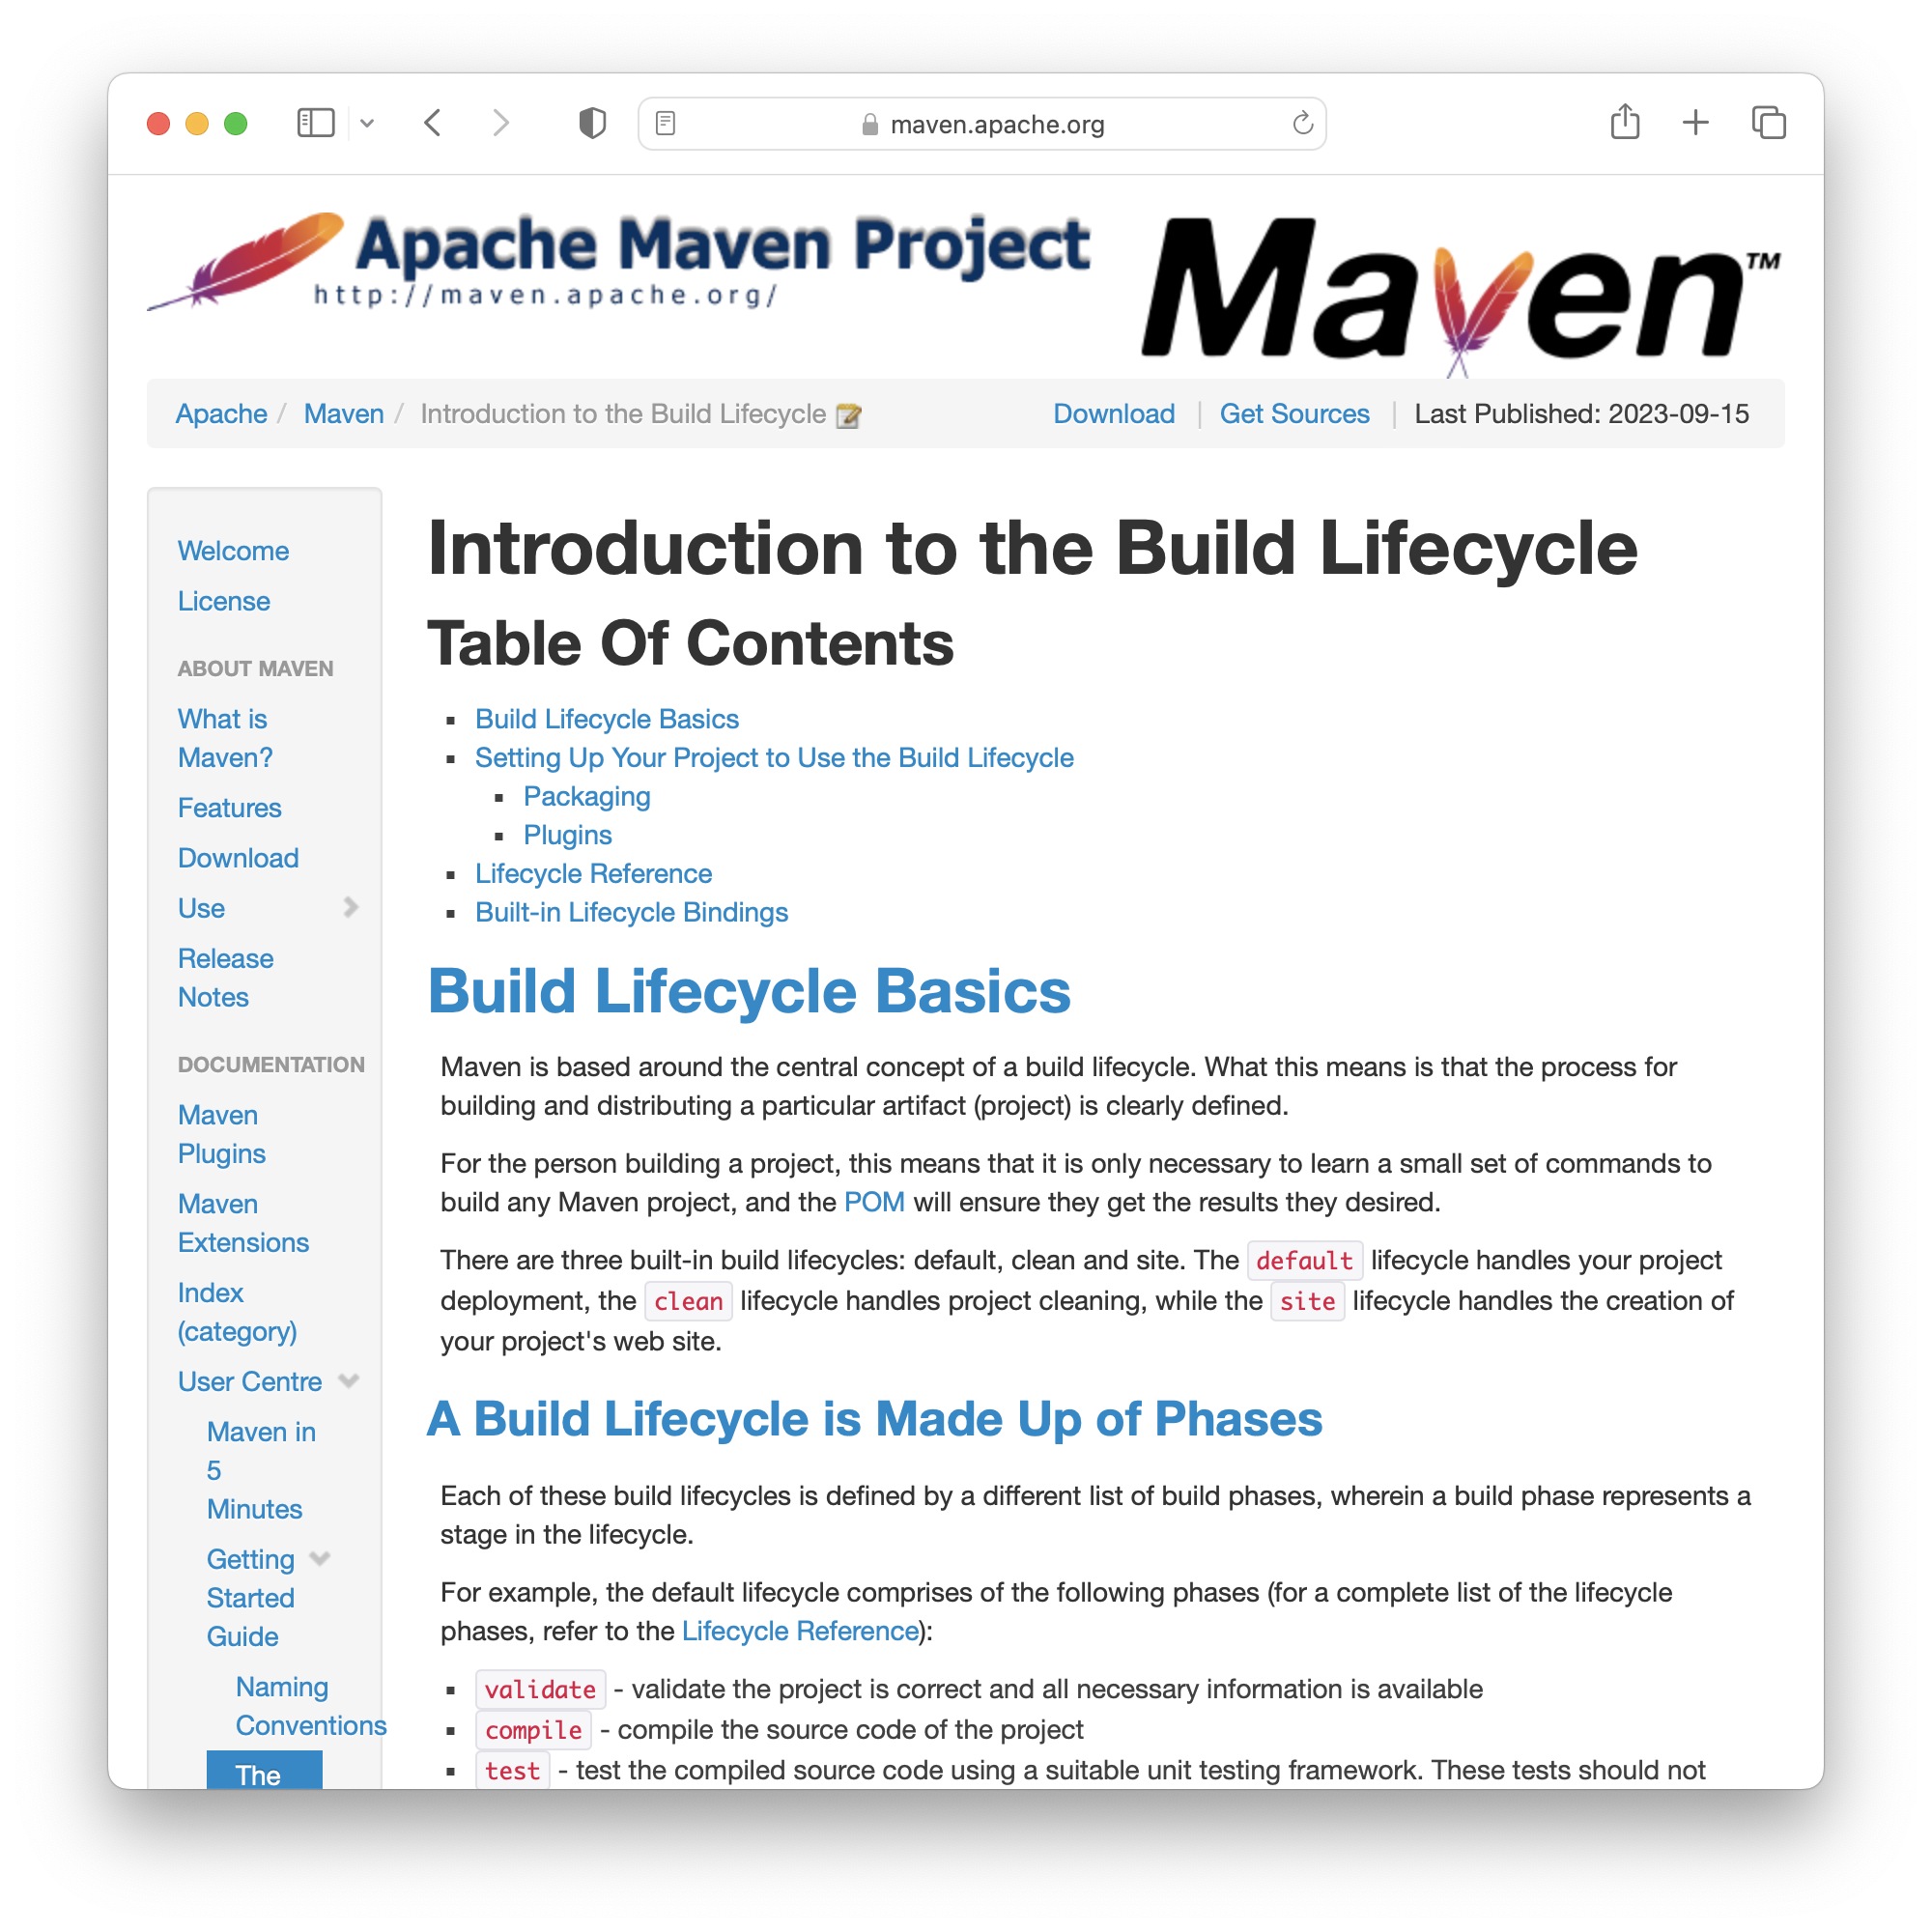 maven.apache.org
Apache Maven Project
http://maven.apache.org/
Maven™
Apache / Maven / Introduction to the Build Lifecycle
Download | Get Sources | Last Published: 2023-09-15
Welcome
License
ABOUT MAVEN
What is
Maven?
Features
Download
Use
Release
Notes
DOCUMENTATION
Maven
Plugins
Maven
Extensions
Index
(category)
User Centre
Maven in
5
Minutes
Getting
Started
Guide
Naming
Conventions
The
Introduction to the Build Lifecycle
Table Of Contents
Build Lifecycle Basics
Setting Up Your Project to Use the Build Lifecycle
Packaging
Plugins
Lifecycle Reference
Built-in Lifecycle Bindings
Build Lifecycle Basics
Maven is based around the central concept of a build lifecycle. What this means is that the process for
building and distributing a particular artifact (project) is clearly defined.
For the person building a project, this means that it is only necessary to learn a small set of commands to
build any Maven project, and the POM will ensure they get the results they desired.
There are three built-in build lifecycles: default, clean and site. The default lifecycle handles your project
deployment, the clean lifecycle handles project cleaning, while the site lifecycle handles the creation of
your project's web site.
A Build Lifecycle is Made Up of Phases
Each of these build lifecycles is defined by a different list of build phases, wherein a build phase represents a
stage in the lifecycle.
For example, the default lifecycle comprises of the following phases (for a complete list of the lifecycle
phases, refer to the Lifecycle Reference):
validate - validate the project is correct and all necessary information is available
compile - compile the source code of the project
test - test the compiled source code using a suitable unit testing framework. These tests should not